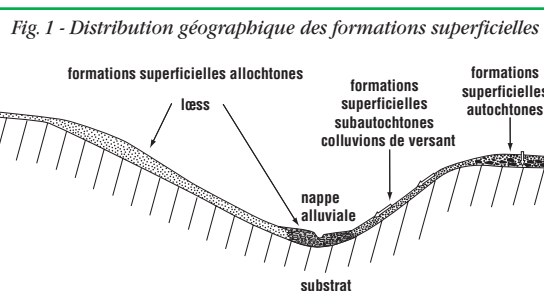 Fig. 1 - Distribution géographique des formations superficielles
formations superficielles allochtones
lœss
formations
superficielles
subautochtones
colluvions de versant
formations
superficielles
autochtones
nappe
alluviale
substrat